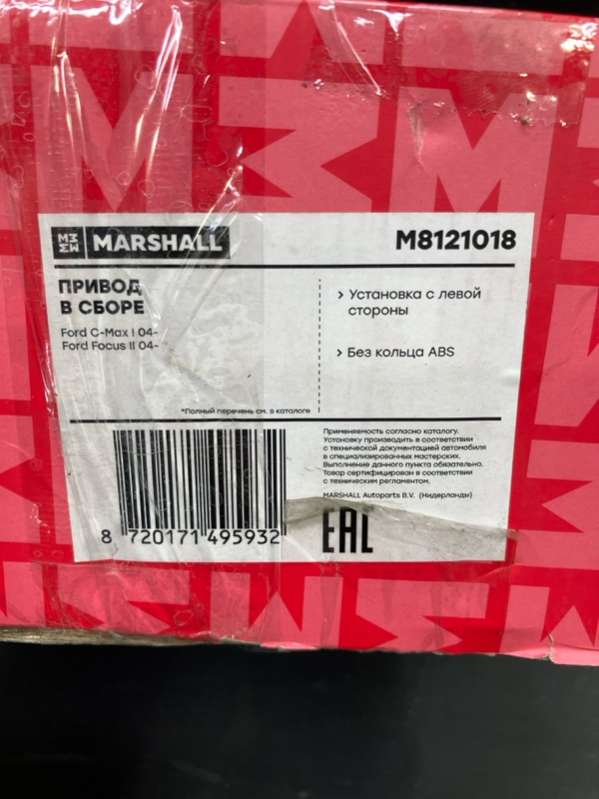 MARSHALL
M8121018
ПРИВОД
В СБОРЕ
Ford C-Max I 04-
Ford Focus II 04-
*Полный перечень см. в каталоге
› Установка с левой
стороны
› Без кольца ABS
Применяемость согласно каталогу.
Установку производить в соответствии
с технической документацией автомобиля
в специализированных мастерских.
Выполнение данного пункта обязательно.
Товар сертифицирован в соответствии
с техническим регламентом.
MARSHALL Autoparts B.V. (Нидерланды)
8 720171 495932
EAC